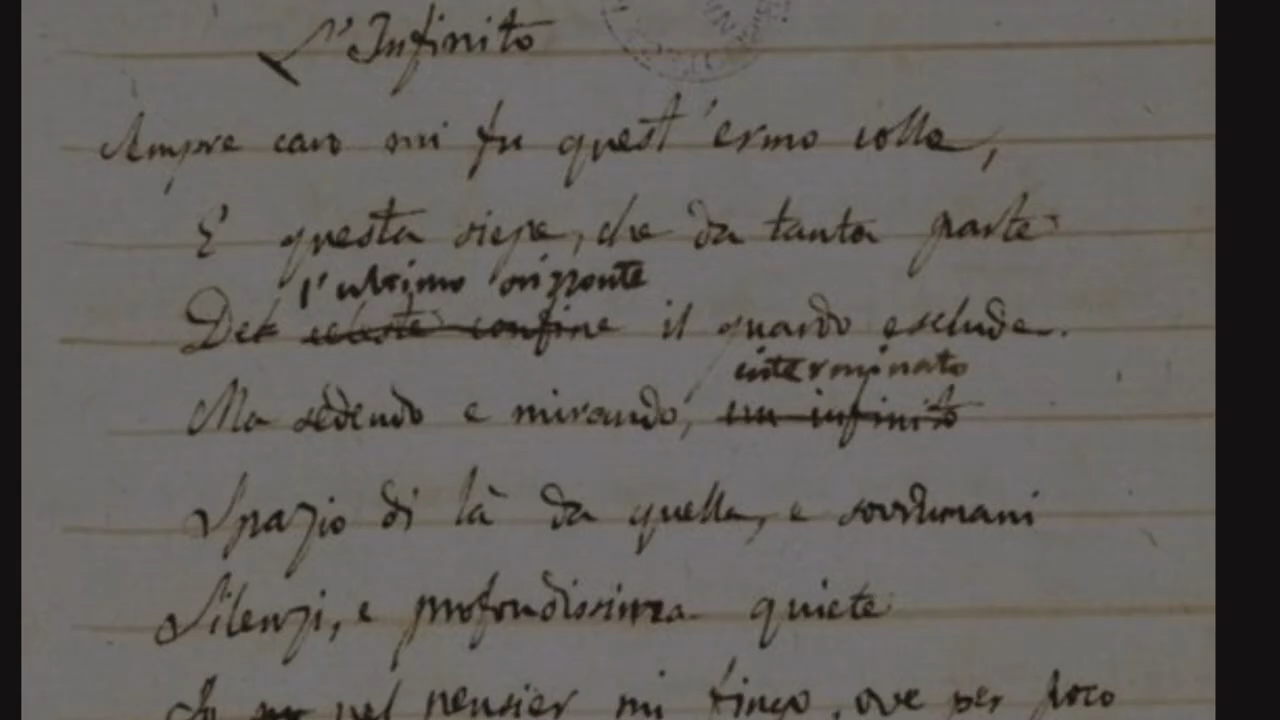 L'Infinito
Sempre caro mi fu quest'ermo colle,
E questa siepe, che da tanta parte
l'ultimo orizzonte
Del celeste confine il guardo esclude.
interminato
Ma sedendo e mirando, un infinito
Spazio di là da quella, e sovrumani
Silenzi, e profondissima quiete
Io nel pensier mi fingo, ove per poco